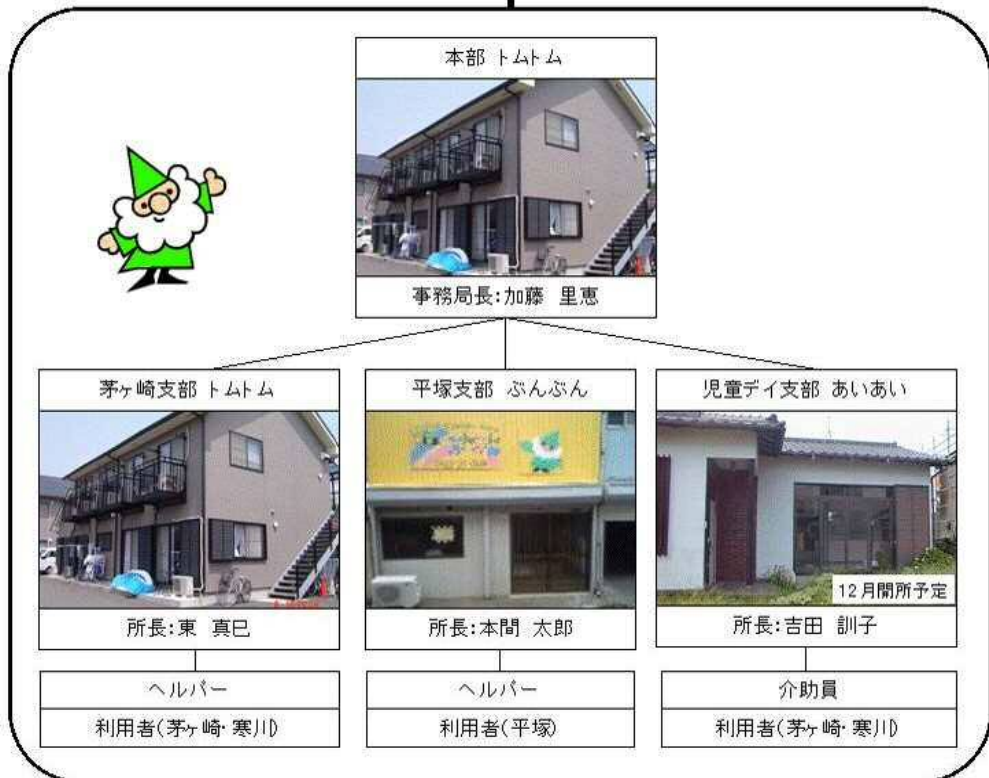 本部 トムトム
事務局長:加藤 里恵
茅ヶ崎支部 トムトム
平塚支部 ぶんぶん
児童デイ支部 あいあい
12月開所予定
所長:東 真巳
所長:本間 太郎
所長:吉田 訓子
ヘルパー
ヘルパー
介助員
利用者(茅ヶ崎・寒川)
利用者(平塚)
利用者(茅ヶ崎・寒川)